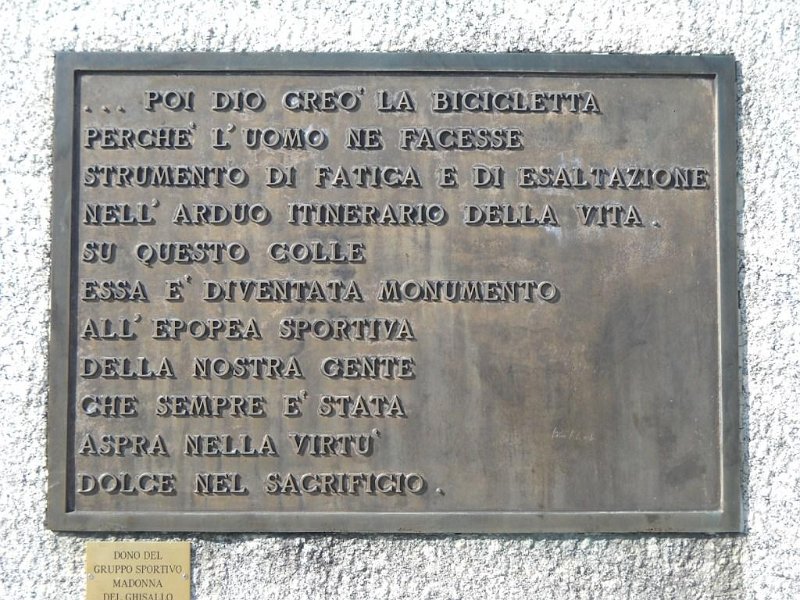 ... POI DIO CREO' LA BICICLETTA
PERCHE' L'UOMO NE FACESSE
STRUMENTO DI FATICA E DI ESALTAZIONE
NELL' ARDUO ITINERARIO DELLA VITA .
SU QUESTO COLLE
ESSA E' DIVENTATA MONUMENTO
ALL'EPOPEA SPORTIVA
DELLA NOSTRA GENTE
CHE SEMPRE E' STATA
ASPRA NELLA VIRTU'
DOLCE NEL SACRIFICIO .
DONO DEL
GRUPPO SPORTIVO
MADONNA
DEL GHISALLO